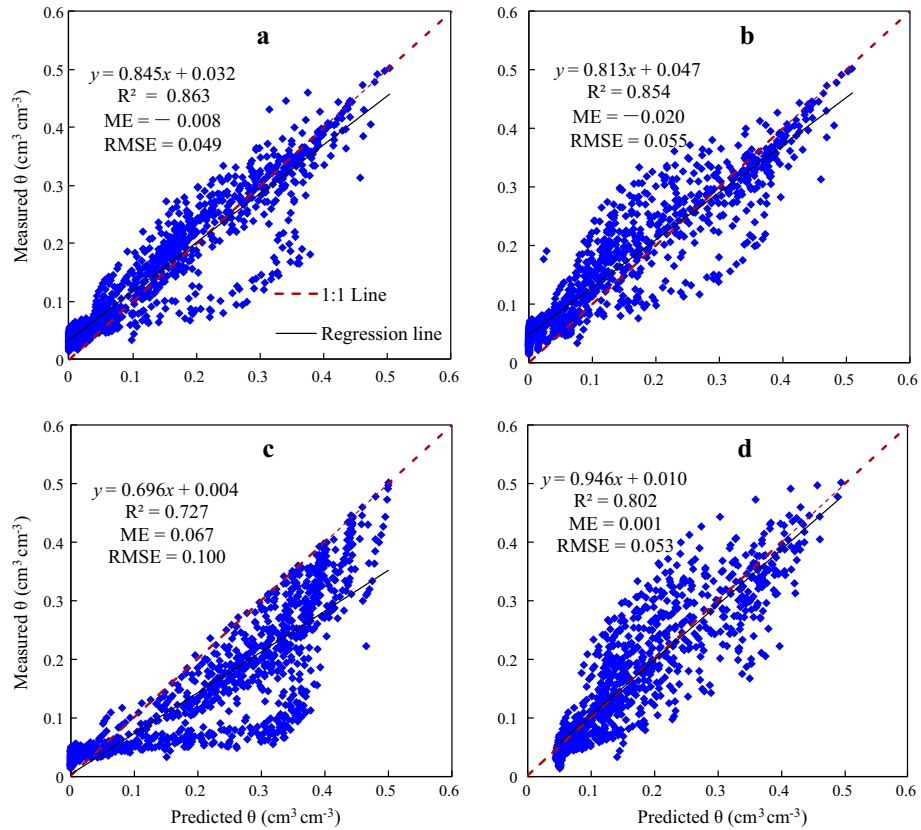 a
y = 0.845x + 0.032
R² = 0.863
ME = − 0.008
RMSE = 0.049
1:1 Line
Regression line
Measured θ (cm³ cm⁻³)
0.6
0.5
0.4
0.3
0.2
0.1
0
0 0.1 0.2 0.3 0.4 0.5 0.6
b
y = 0.813x + 0.047
R² = 0.854
ME = −0.020
RMSE = 0.055
0.6
0.5
0.4
0.3
0.2
0.1
0
0 0.1 0.2 0.3 0.4 0.5 0.6
c
y = 0.696x + 0.004
R² = 0.727
ME = 0.067
RMSE = 0.100
Measured θ (cm³ cm⁻³)
0.6
0.5
0.4
0.3
0.2
0.1
0
0 0.1 0.2 0.3 0.4 0.5 0.6
Predicted θ (cm³ cm⁻³)
d
y = 0.946x + 0.010
R² = 0.802
ME = 0.001
RMSE = 0.053
0.6
0.5
0.4
0.3
0.2
0.1
0
0 0.1 0.2 0.3 0.4 0.5 0.6
Predicted θ (cm³ cm⁻³)